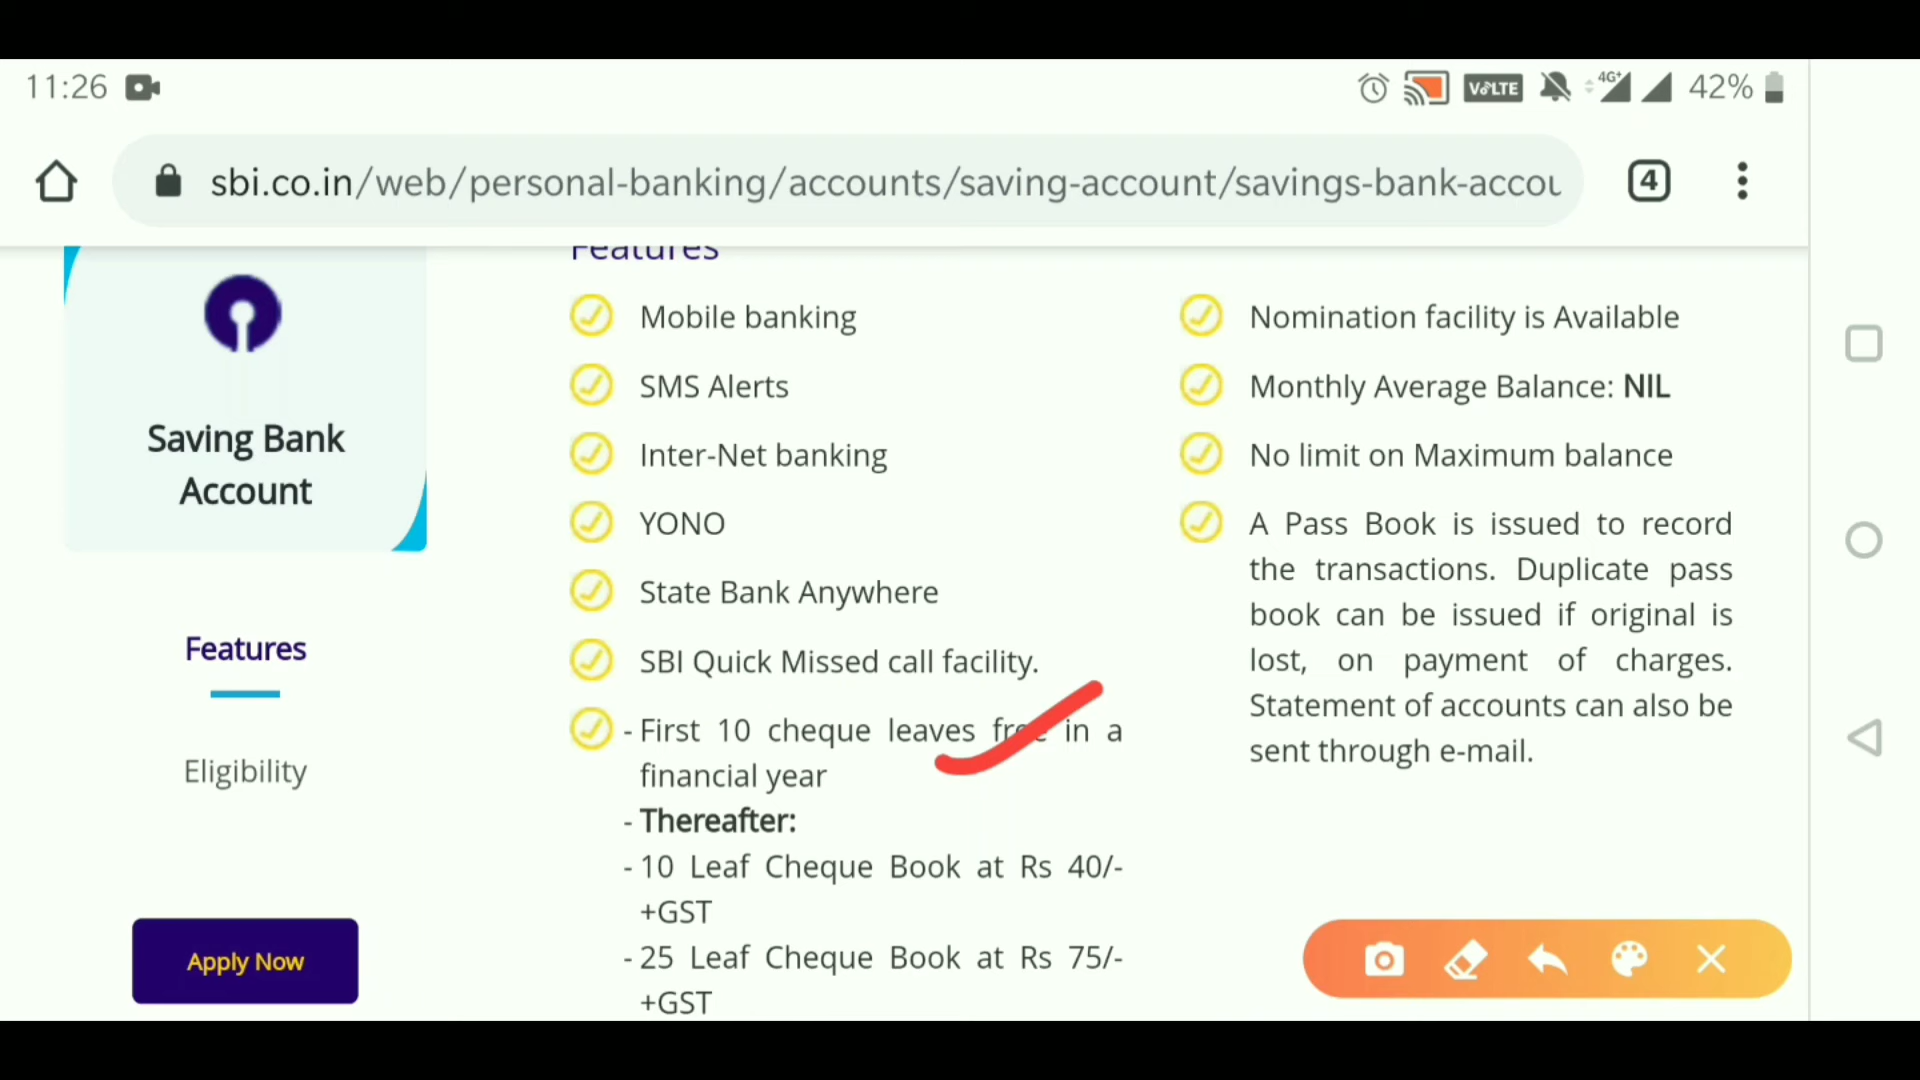 11:26
VoLTE
4G+
42%
sbi.co.in/web/personal-banking/accounts/saving-account/savings-bank-accou
4
Features
Saving Bank
Account
Features
Eligibility
Apply Now
Mobile banking
SMS Alerts
Inter-Net banking
YONO
State Bank Anywhere
SBI Quick Missed call facility.
- First 10 cheque leaves free in a
financial year
- Thereafter:
- 10 Leaf Cheque Book at Rs 40/-
+GST
- 25 Leaf Cheque Book at Rs 75/-
+GST
Nomination facility is Available
Monthly Average Balance: NIL
No limit on Maximum balance
A Pass Book is issued to record
the transactions. Duplicate pass
book can be issued if original is
lost, on payment of charges.
Statement of accounts can also be
sent through e-mail.